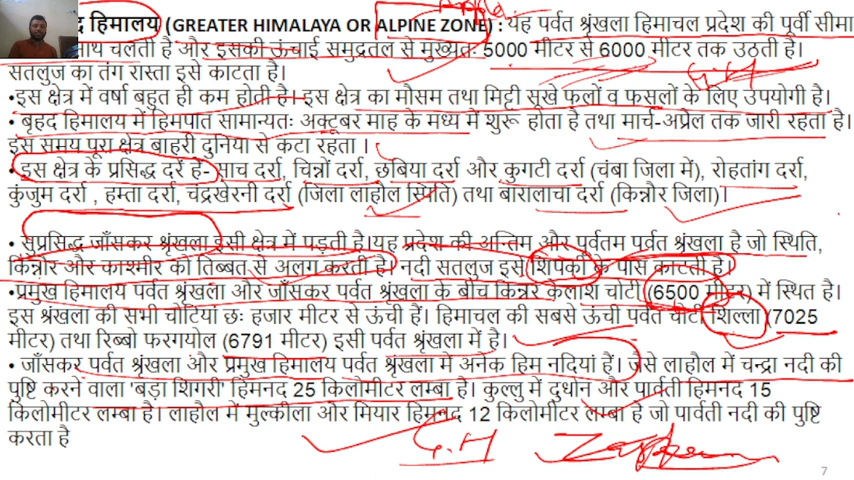 हिमालय (GREATER HIMALAYA OR ALPINE ZONE) : यह पर्वत श्रृंखला हिमाचल प्रदेश की पूर्वी सीमा
साथ चलती है और इसकी ऊंचाई समुद्रतल से मुख्यतः 5000 मीटर से 6000 मीटर तक उठती है।
सतलुज का तंग रास्ता इसे काटता है।
•इस क्षेत्र में वर्षा बहुत ही कम होती है। इस क्षेत्र का मौसम तथा मिट्टी सूखे फलों व फसलों के लिए उपयोगी है।
• बृहद हिमालय में हिमपात सामान्यतः अक्टूबर माह के मध्य में शुरू होता है तथा मार्च-अप्रैल तक जारी रहता है।
इस समय पूरा क्षेत्र बाहरी दुनिया से कटा रहता ।
• इस क्षेत्र के प्रसिद्ध दर्रे हैं- साच दर्रा, चिन्नों दर्रा, छबिया दर्रा और कुगटी दर्रा (चंबा जिला में), रोहतांग दर्रा,
कुंजुम दर्रा , हम्ता दर्रा, चंद्रखेरनी दर्रा (जिला लाहौल स्थिति) तथा बारालाचा दर्रा (किन्नौर जिला)।
• सुप्रसिद्ध जाँसकर श्रृंखला इसी क्षेत्र में पड़ती है।यह प्रदेश की अन्तिम और पूर्वतम पर्वत श्रृंखला है जो स्थिति,
किन्नौर और काश्मीर को तिब्बत से अलग करती है। नदी सतलुज इसे शिपकी के पास काटती है।
•प्रमुख हिमालय पर्वत श्रृंखला और जाँसकर पर्वत श्रृंखला के बीच किन्नर कैलाश चोटी (6500 मीटर) में स्थित है।
इस श्रृंखला की सभी चोटियां छः हजार मीटर से ऊंची हैं। हिमाचल की सबसे ऊंची पर्वत चोटी शिल्ला (7025
मीटर) तथा रिब्बो फरगयोल (6791 मीटर) इसी पर्वत श्रृंखला में है।
• जाँसकर पर्वत श्रृंखला और प्रमुख हिमालय पर्वत श्रृंखला में अनेक हिम नदियां हैं। जैसे लाहौल में चन्द्रा नदी की
पुष्टि करने वाला 'बड़ा शिगरी' हिमनद 25 किलोमीटर लम्बा है। कुल्लु में दुधोन और पार्वती हिमनद 15
किलोमीटर लम्बा है। लाहौल में मुल्कीला और मियार हिमनद 12 किलोमीटर लम्बा है जो पार्वती नदी की पुष्टि
करता है
G.H
7